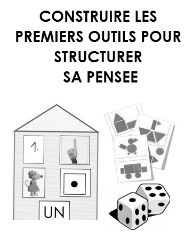 CONSTRUIRE LES
PREMIERS OUTILS POUR
STRUCTURER
SA PENSEE
1
UN